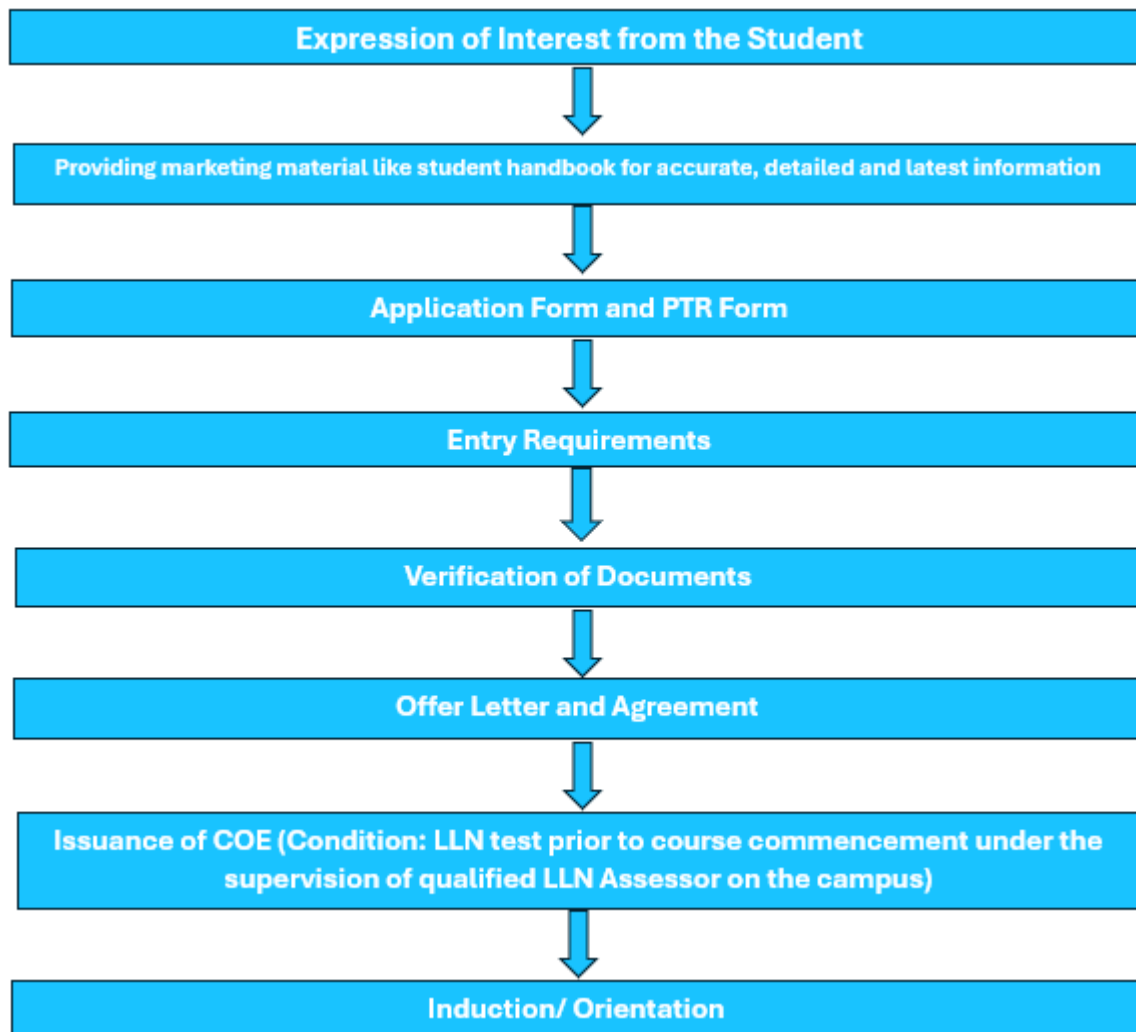 Expression of Interest from the Student
Providing marketing material like student handbook for accurate, detailed and latest information
Application Form and PTR Form
Entry Requirements
Verification of Documents
Offer Letter and Agreement
Issuance of COE (Condition: LLN test prior to course commencement under the
supervision of qualified LLN Assessor on the campus)
Induction/ Orientation